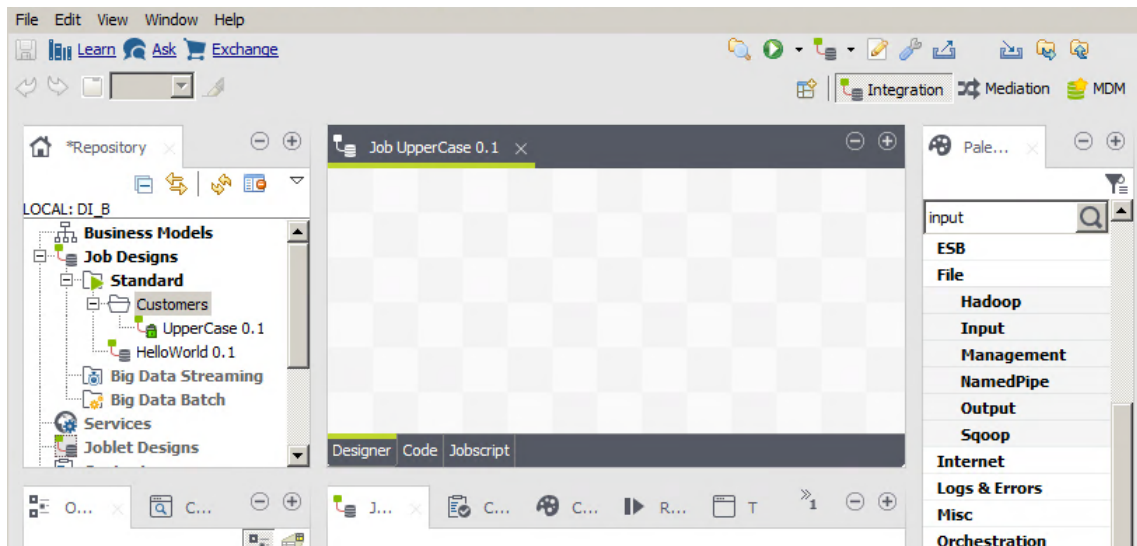 File Edit View Window Help
Learn Ask Exchange
Integration Mediation MDM
*Repository
LOCAL: DI_B
Business Models
Job Designs
Standard
Customers
UpperCase 0.1
HelloWorld 0.1
Big Data Streaming
Big Data Batch
Services
Joblet Designs
Job UpperCase 0.1
Designer Code Jobscript
Pale...
input
ESB
File
Hadoop
Input
Management
NamedPipe
Output
Sqoop
Internet
Logs & Errors
Misc
Orchestration
O... C...
J... C... C... R... T »1